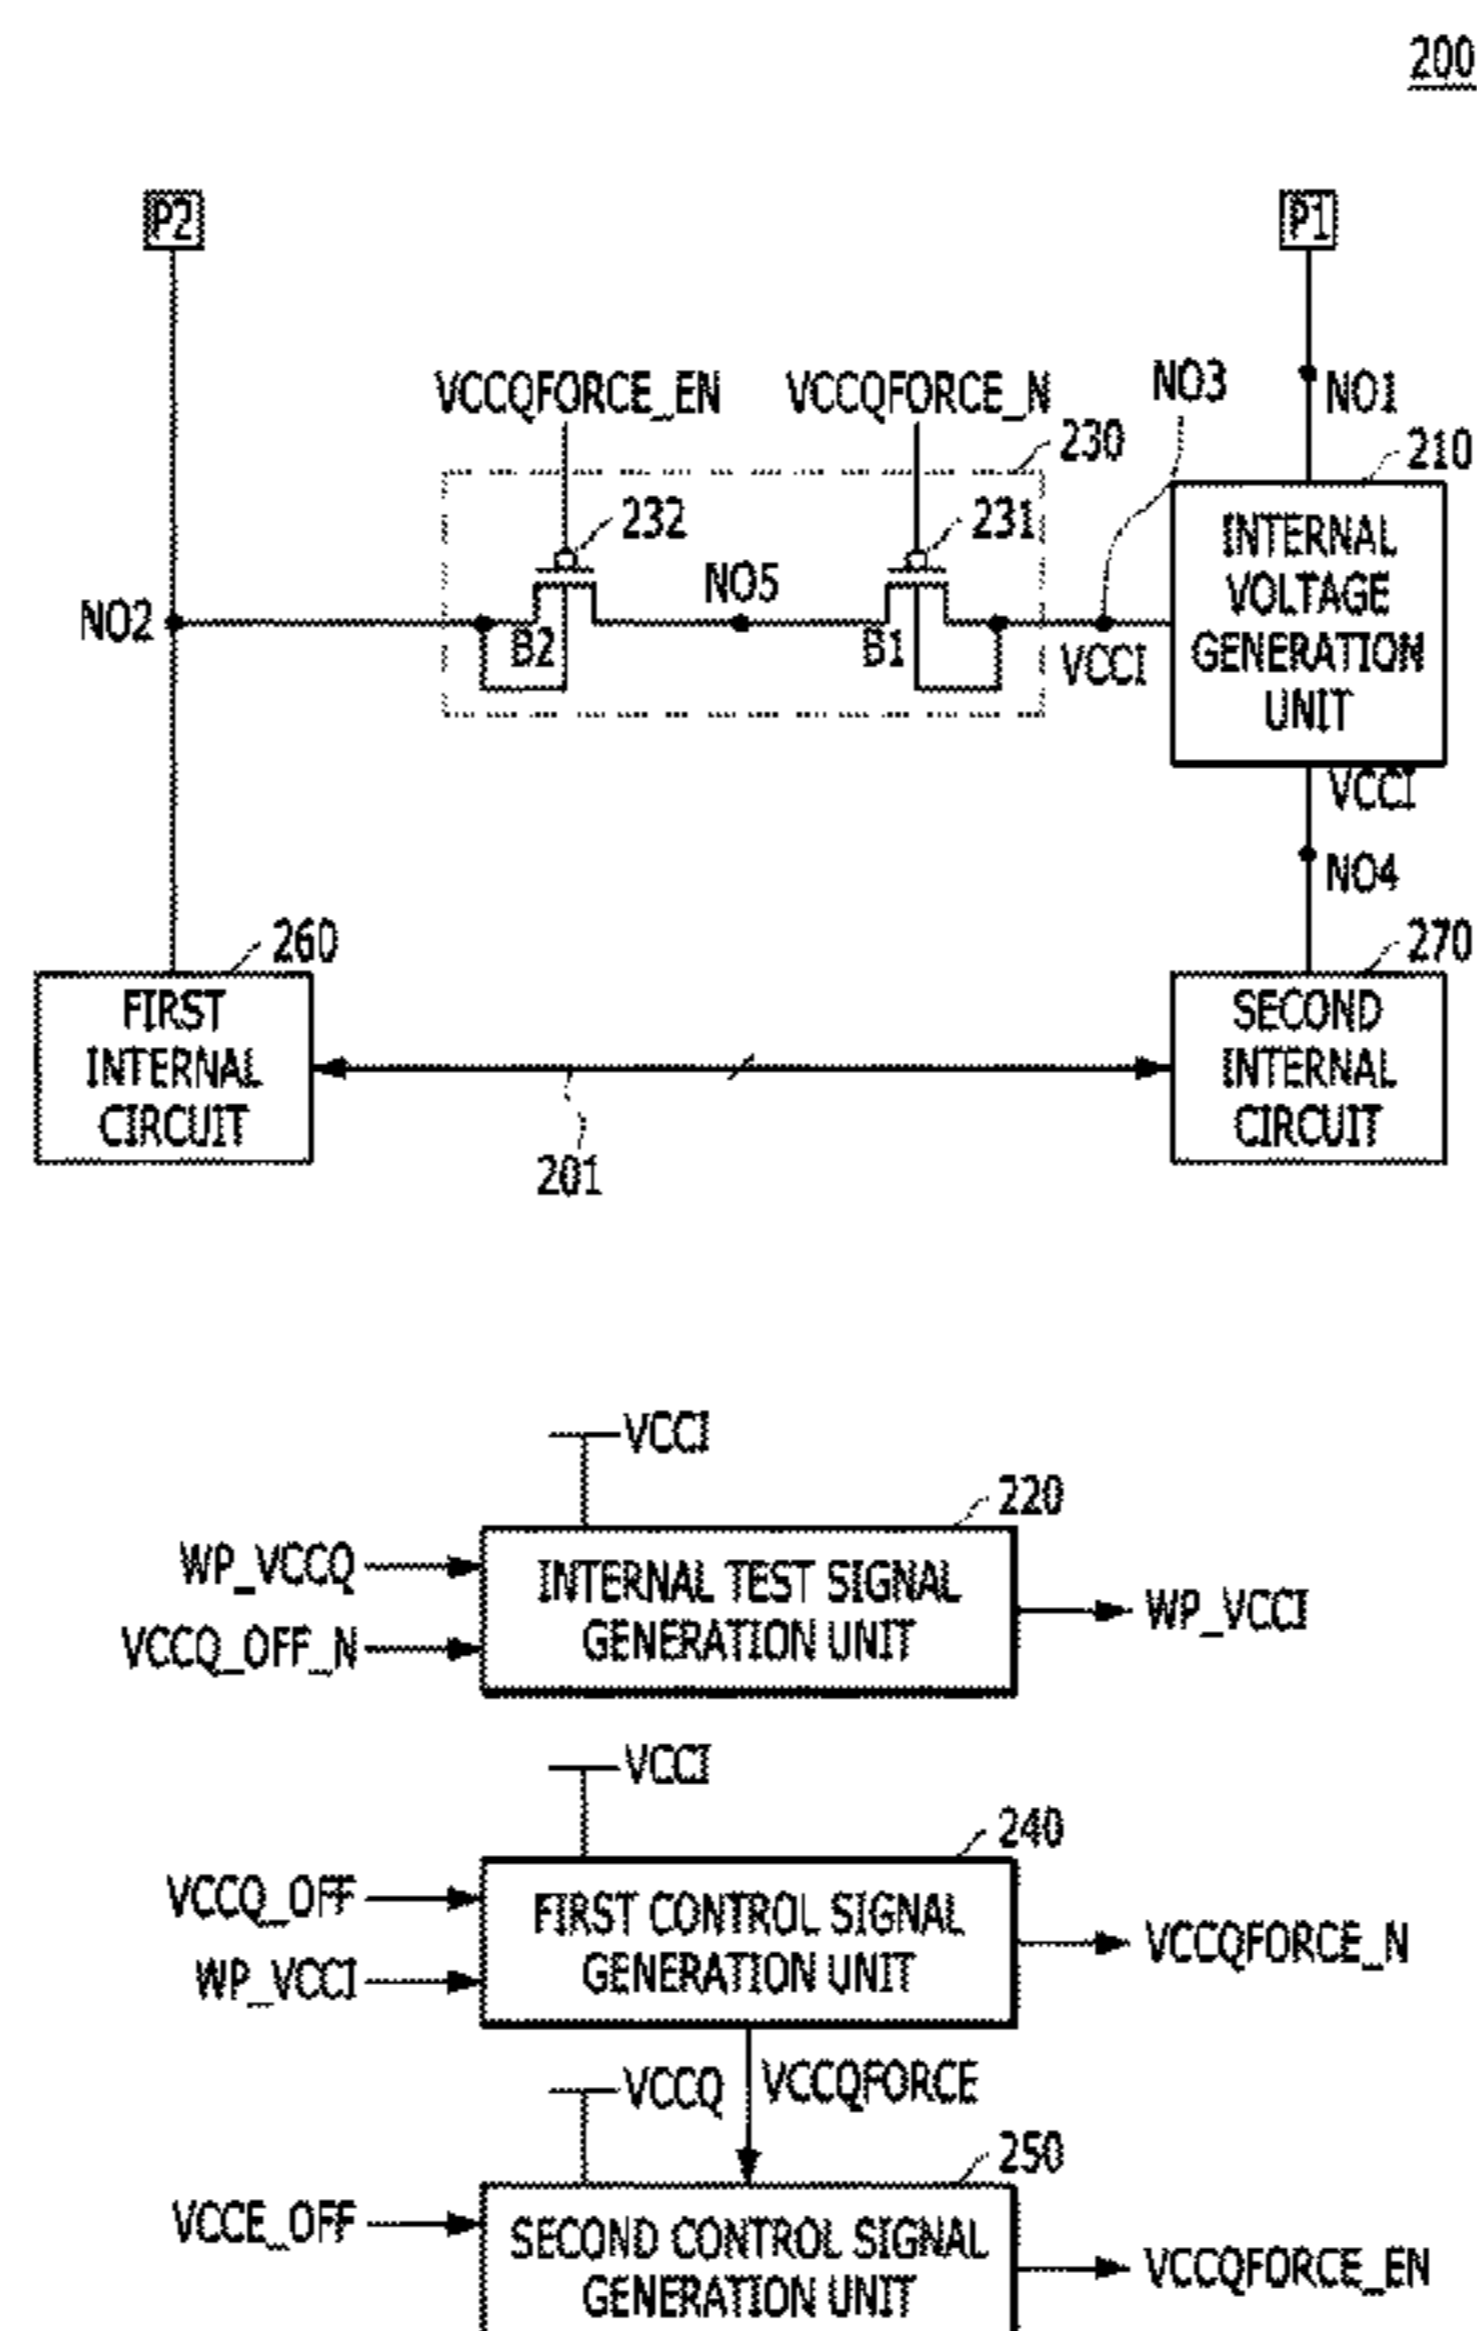 200
P2
P1
VCCQFORCE_EN
VCCQFORCE_N
NO3
NO1
230
210
232
231
INTERNAL
VOLTAGE
GENERATION
UNIT
NO5
NO2
B2
B1
VCCI
VCCI
NO4
260
270
FIRST
INTERNAL
CIRCUIT
SECOND
INTERNAL
CIRCUIT
201
VCCI
220
WP_VCCQ
VCCQ_OFF_N
INTERNAL TEST SIGNAL
GENERATION UNIT
WP_VCCI
VCCI
240
VCCQ_OFF
WP_VCCI
FIRST CONTROL SIGNAL
GENERATION UNIT
VCCQFORCE_N
VCCQ
VCCQFORCE
250
VCCE_OFF
SECOND CONTROL SIGNAL
GENERATION UNIT
VCCQFORCE_EN